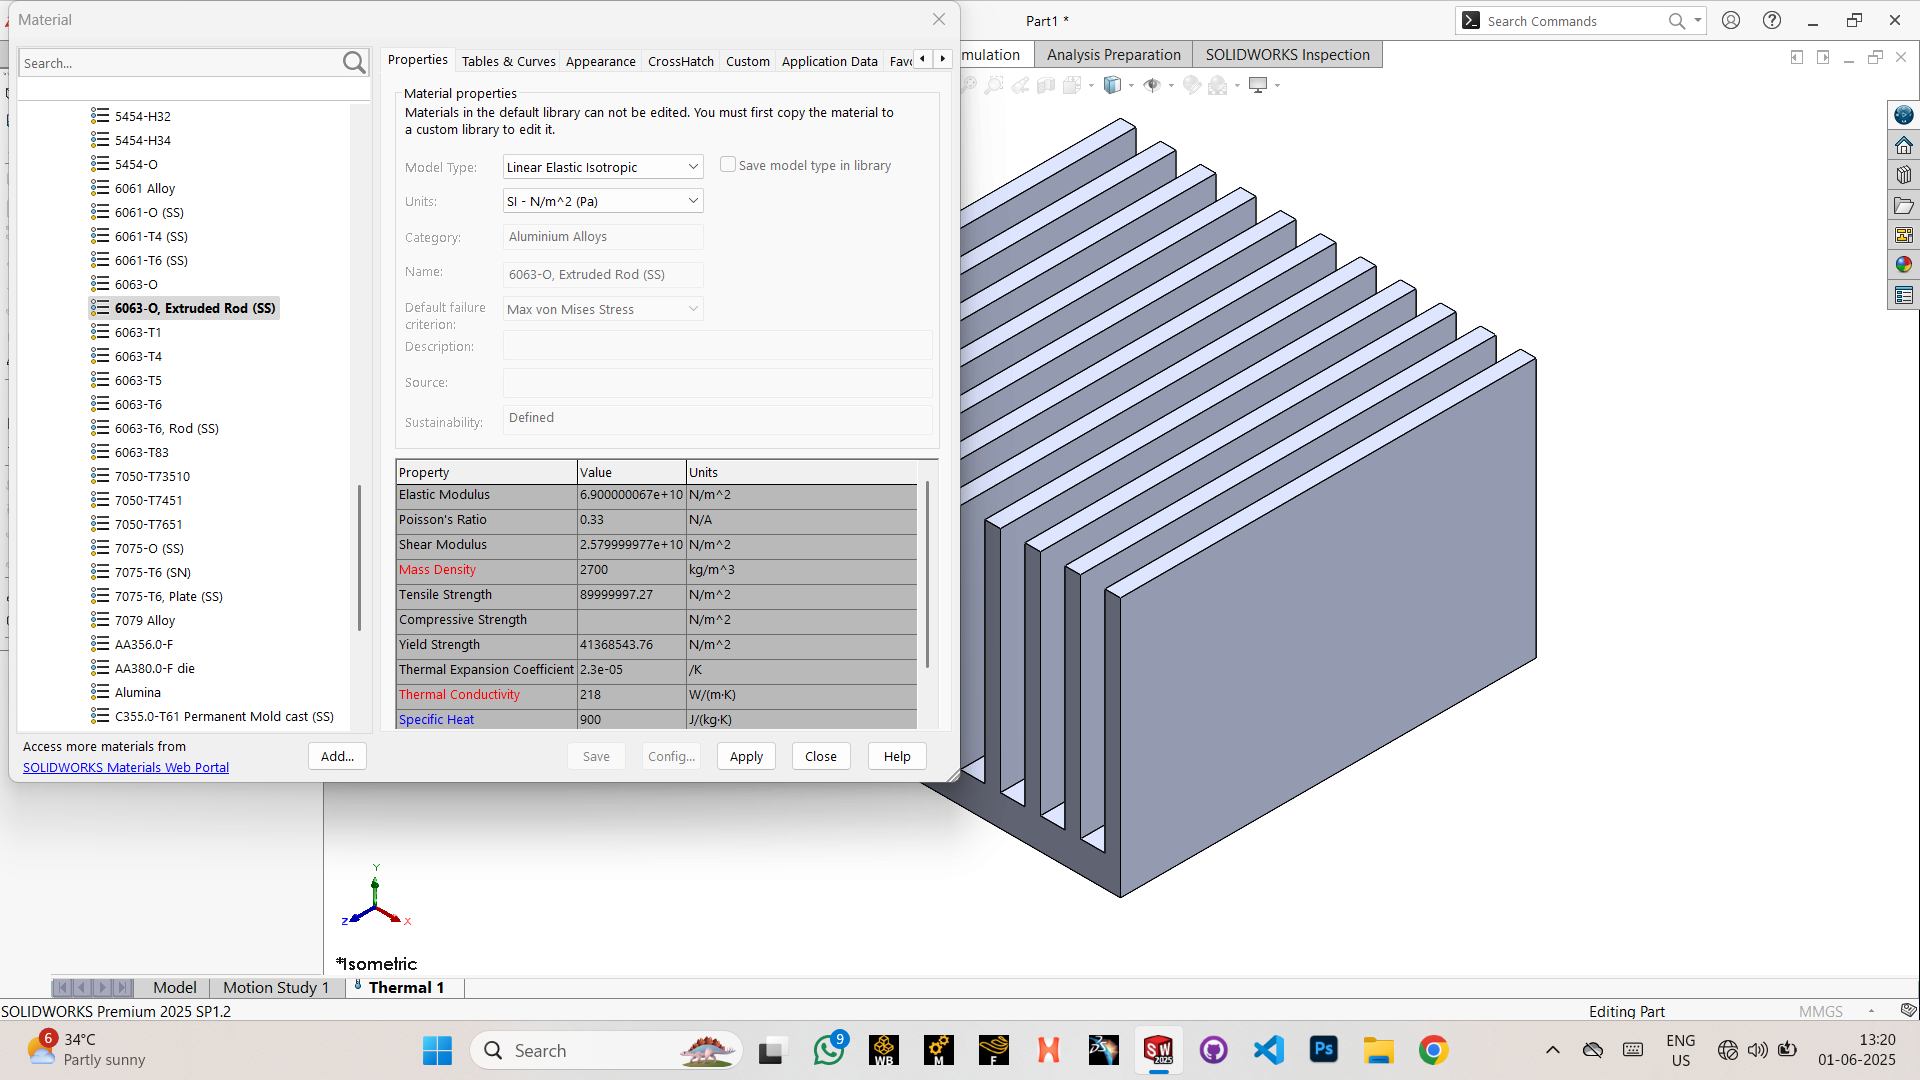 Material
Part1 *
Search Commands
Search...
Properties
Tables & Curves
Appearance
CrossHatch
Custom
Application Data
Favo
mulation
Analysis Preparation
SOLIDWORKS Inspection
5454-H32
5454-H34
5454-O
6061 Alloy
6061-O (SS)
6061-T4 (SS)
6061-T6 (SS)
6063-O
6063-O, Extruded Rod (SS)
6063-T1
6063-T4
6063-T5
6063-T6
6063-T6, Rod (SS)
6063-T83
7050-T73510
7050-T7451
7050-T7651
7075-O (SS)
7075-T6 (SN)
7075-T6, Plate (SS)
7079 Alloy
AA356.0-F
AA380.0-F die
Alumina
C355.0-T61 Permanent Mold cast (SS)
Access more materials from
SOLIDWORKS Materials Web Portal
Add...
Material properties
Materials in the default library can not be edited. You must first copy the material to
a custom library to edit it.
Model Type: Linear Elastic Isotropic
Save model type in library
Units: SI - N/m^2 (Pa)
Category: Aluminium Alloys
Name: 6063-O, Extruded Rod (SS)
Default failure
criterion: Max von Mises Stress
Description:
Source:
Sustainability: Defined
Property Value Units
Elastic Modulus 6.900000067e+10 N/m^2
Poisson's Ratio 0.33 N/A
Shear Modulus 2.579999977e+10 N/m^2
Mass Density 2700 kg/m^3
Tensile Strength 89999997.27 N/m^2
Compressive Strength N/m^2
Yield Strength 41368543.76 N/m^2
Thermal Expansion Coefficient 2.3e-05 /K
Thermal Conductivity 218 W/(m·K)
Specific Heat 900 J/(kg·K)
Save
Config...
Apply
Close
Help
Y
Z
X
*Isometric
Model
Motion Study 1
Thermal 1
SOLIDWORKS Premium 2025 SP1.2
Editing Part
MMGS
6
34°C
Partly sunny
Search
9
WB
M
F
SW
2025
Ps
ENG
US
13:20
01-06-2025